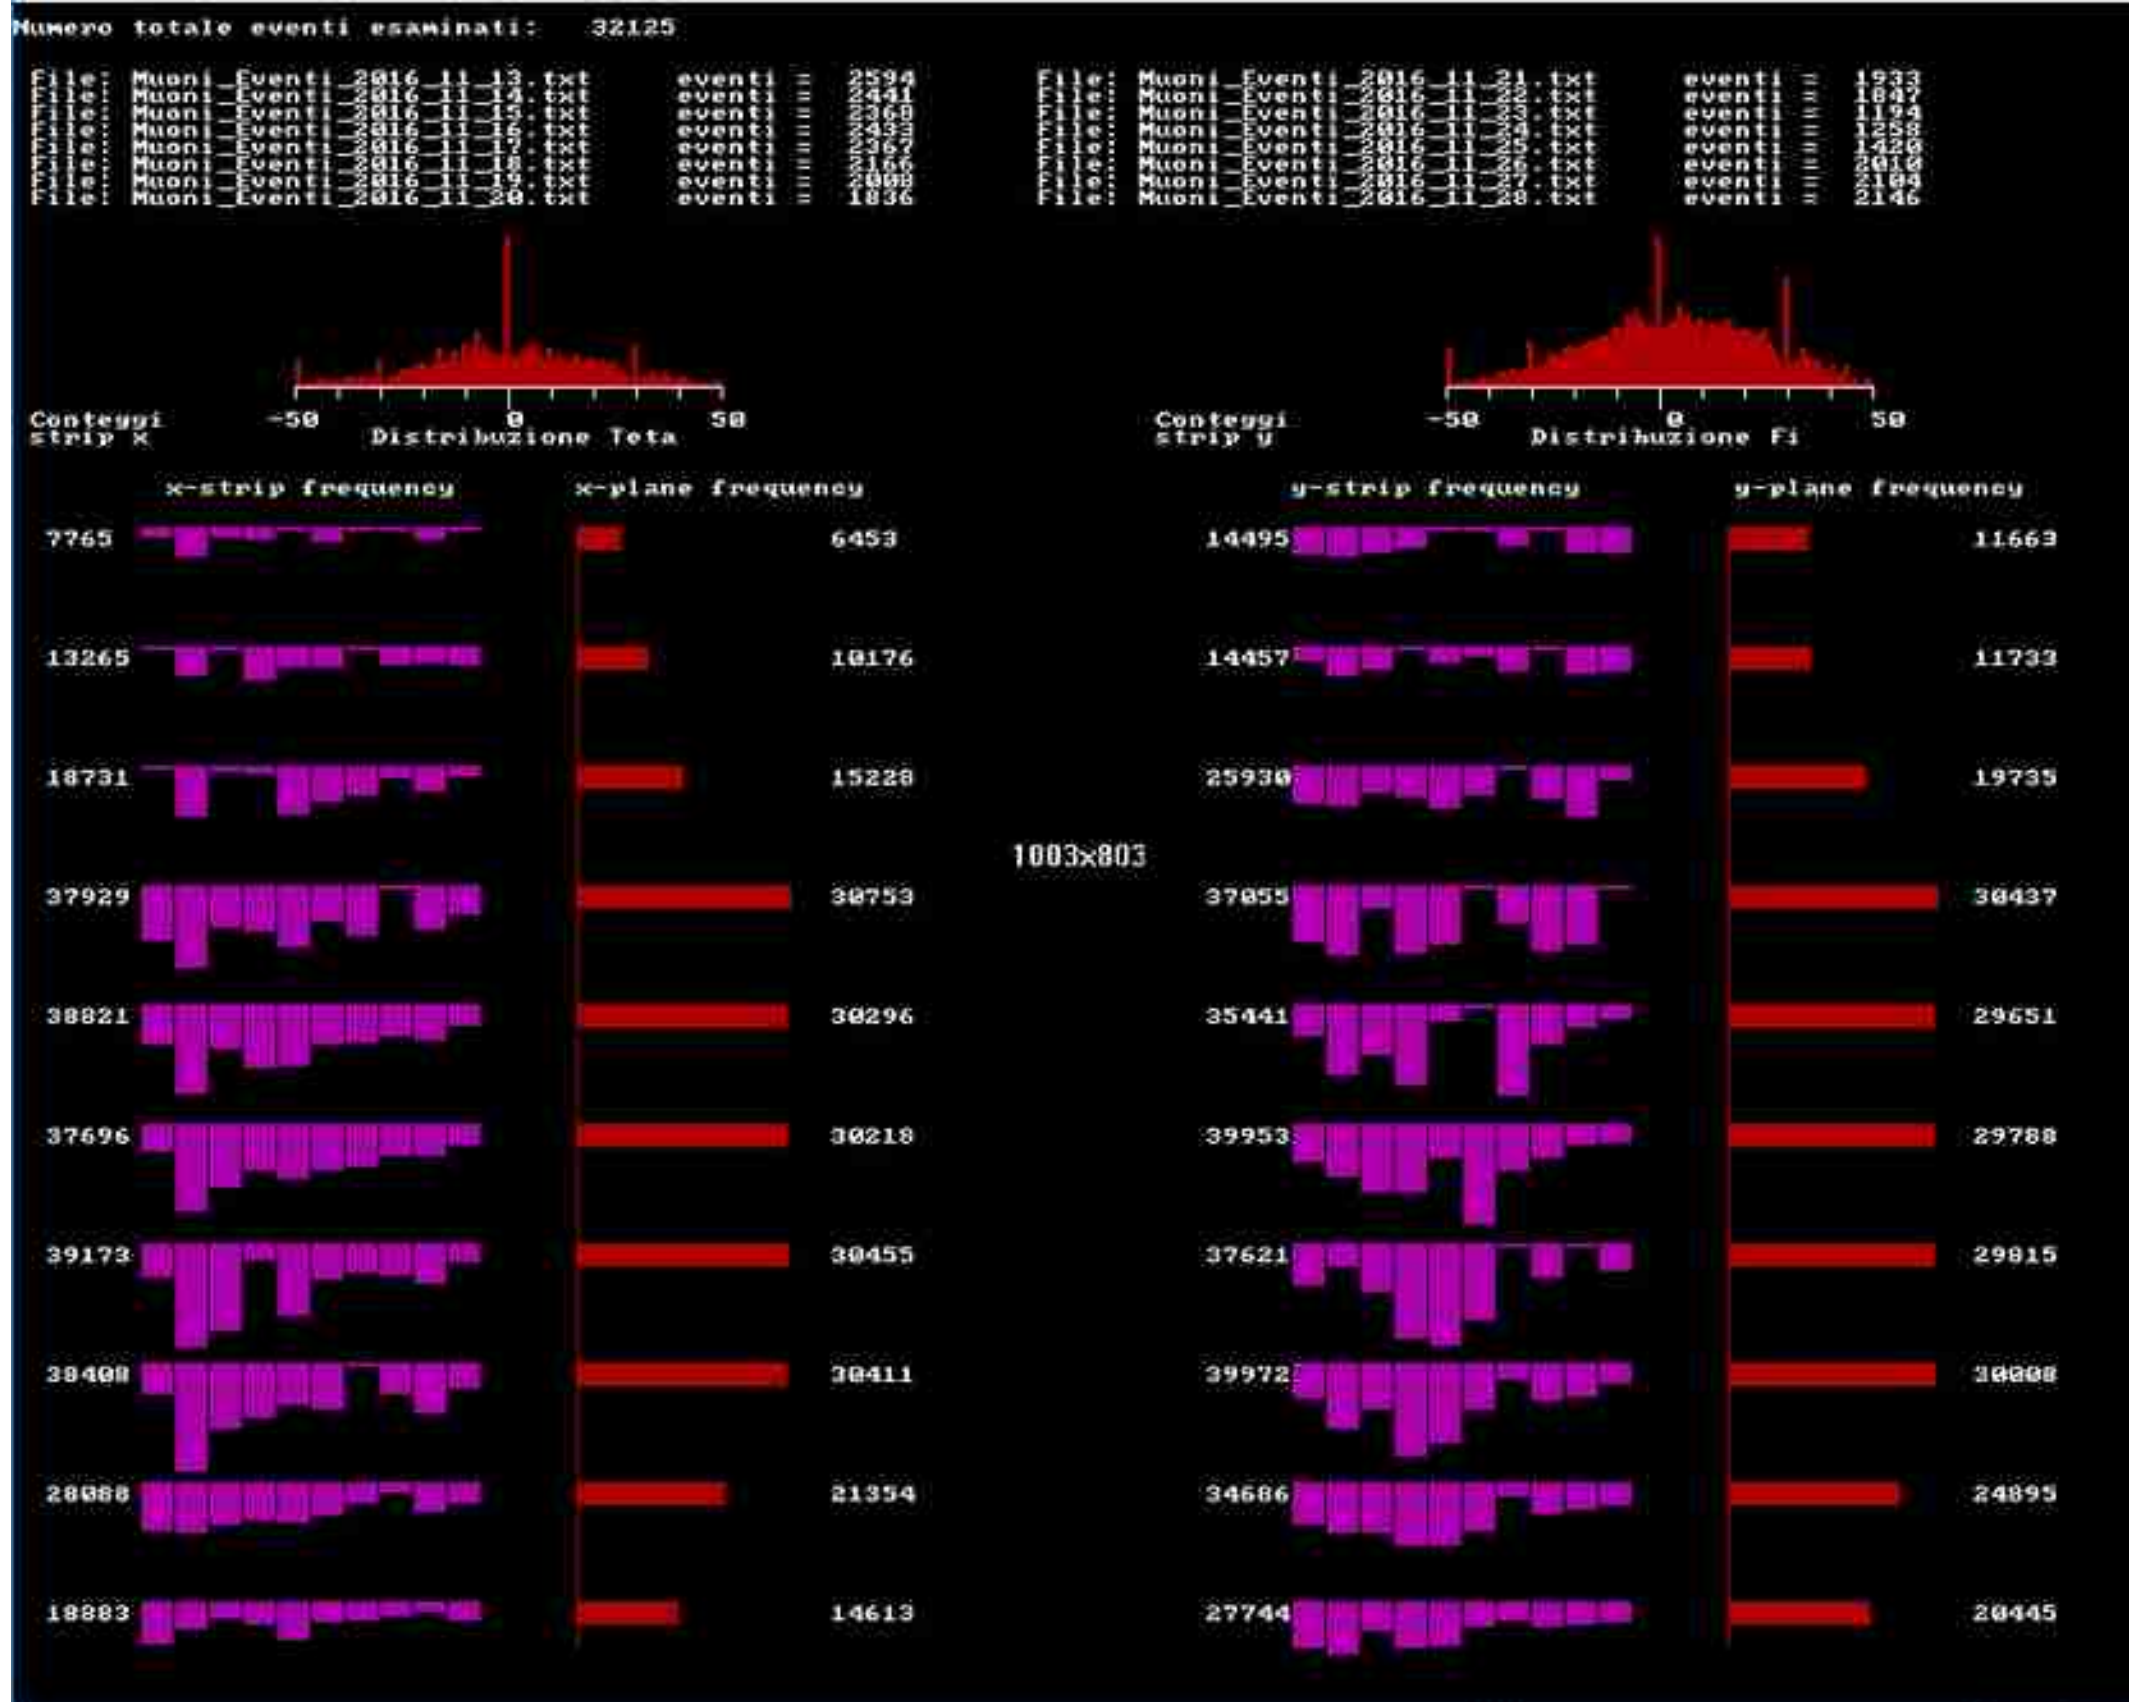 Numero totale eventi esaminati: 32125
File: Muoni_Eventi_2016_11_13.txt eventi = 2594
File: Muoni_Eventi_2016_11_14.txt eventi = 2441
File: Muoni_Eventi_2016_11_15.txt eventi = 2368
File: Muoni_Eventi_2016_11_16.txt eventi = 2433
File: Muoni_Eventi_2016_11_17.txt eventi = 2367
File: Muoni_Eventi_2016_11_18.txt eventi = 2166
File: Muoni_Eventi_2016_11_19.txt eventi = 2008
File: Muoni_Eventi_2016_11_20.txt eventi = 1836
File: Muoni_Eventi_2016_11_21.txt eventi = 1933
File: Muoni_Eventi_2016_11_22.txt eventi = 1847
File: Muoni_Eventi_2016_11_23.txt eventi = 1194
File: Muoni_Eventi_2016_11_24.txt eventi = 1258
File: Muoni_Eventi_2016_11_25.txt eventi = 1420
File: Muoni_Eventi_2016_11_26.txt eventi = 2010
File: Muoni_Eventi_2016_11_27.txt eventi = 2104
File: Muoni_Eventi_2016_11_28.txt eventi = 2146
Conteggi -50 0 50
strip x Distribuzione Teta
x-strip frequency x-plane frequency
7765 6453
13265 10176
18731 15228
37929 30753
38821 30296
37696 30218
39173 30455
38408 30411
28088 21354
18883 14613
1003x803
Conteggi -50 0 50
strip y Distribuzione Fi
y-strip frequency y-plane frequency
14495 11663
14457 11733
25930 19735
37055 30437
35441 29651
39953 29788
37621 29815
39972 30008
34686 24895
27744 20445